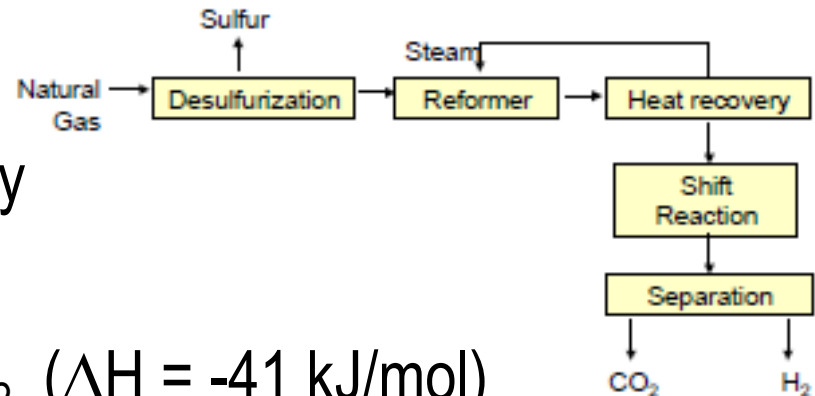 Sulfur
Steam
Natural
Gas
Desulfurization
Reformer
Heat recovery
y
Shift
Reaction
Separation
(ΔH = -41 kJ/mol)
CO₂
H₂